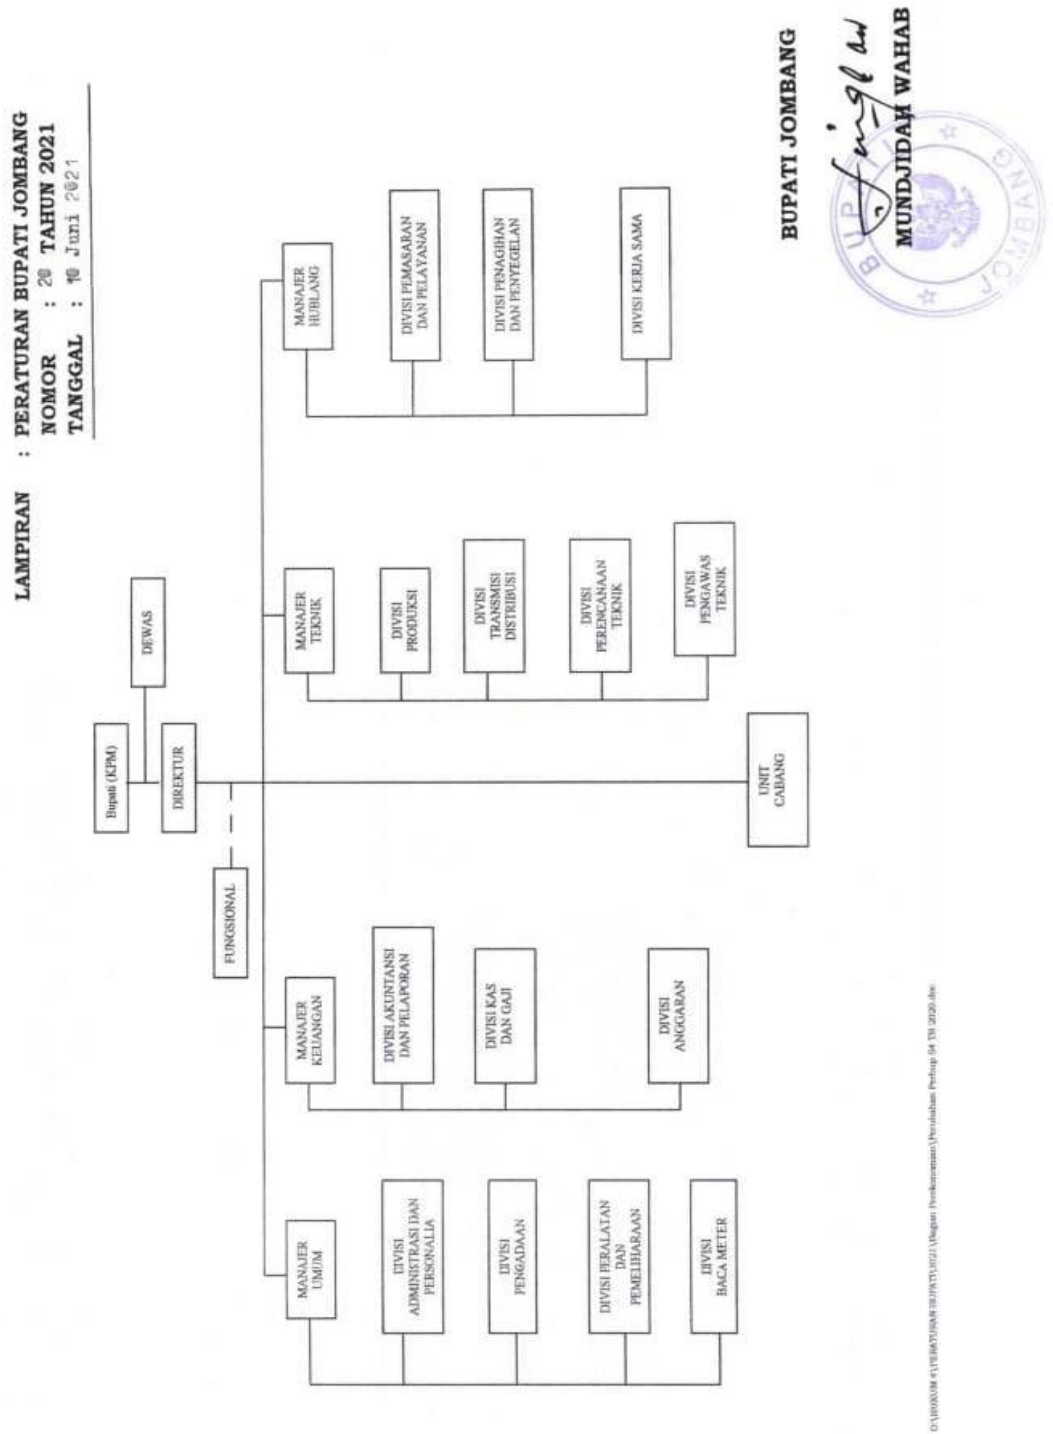 LAMPIRAN : PERATURAN BUPATI JOMBANG
NOMOR : 20 TAHUN 2021
TANGGAL : 10 Juni 2021
Bupati (KPM)
DEWAS
DIREKTUR
FUNGSIONAL
MANAJER
UMUM
DIVISI
ADMINISTRASI DAN
PERSONALIA
DIVISI
PENGADAAN
DIVISI PERALATAN
DAN
PEMELIHARAAN
DIVISI
BACA METER
MANAJER
KEUANGAN
DIVISI AKUNTANSI
DAN PELAPORAN
DIVISI KAS
DAN GAJI
DIVISI
ANGGARAN
MANAJER
TEKNIK
DIVISI
PRODUKSI
DIVISI
TRANSMISI
DISTRIBUSI
DIVISI
PERENCANAAN
TEKNIK
DIVISI
PENGAWAS
TEKNIK
MANAJER
HUBLANG
DIVISI PEMASARAN
DAN PELAYANAN
DIVISI PENAGIHAN
DAN PENYEGELAN
DIVISI KERJA SAMA
UNIT
CABANG
BUPATI JOMBANG
MUNDJIDAH WAHAB
BUPATI
JOMBANG